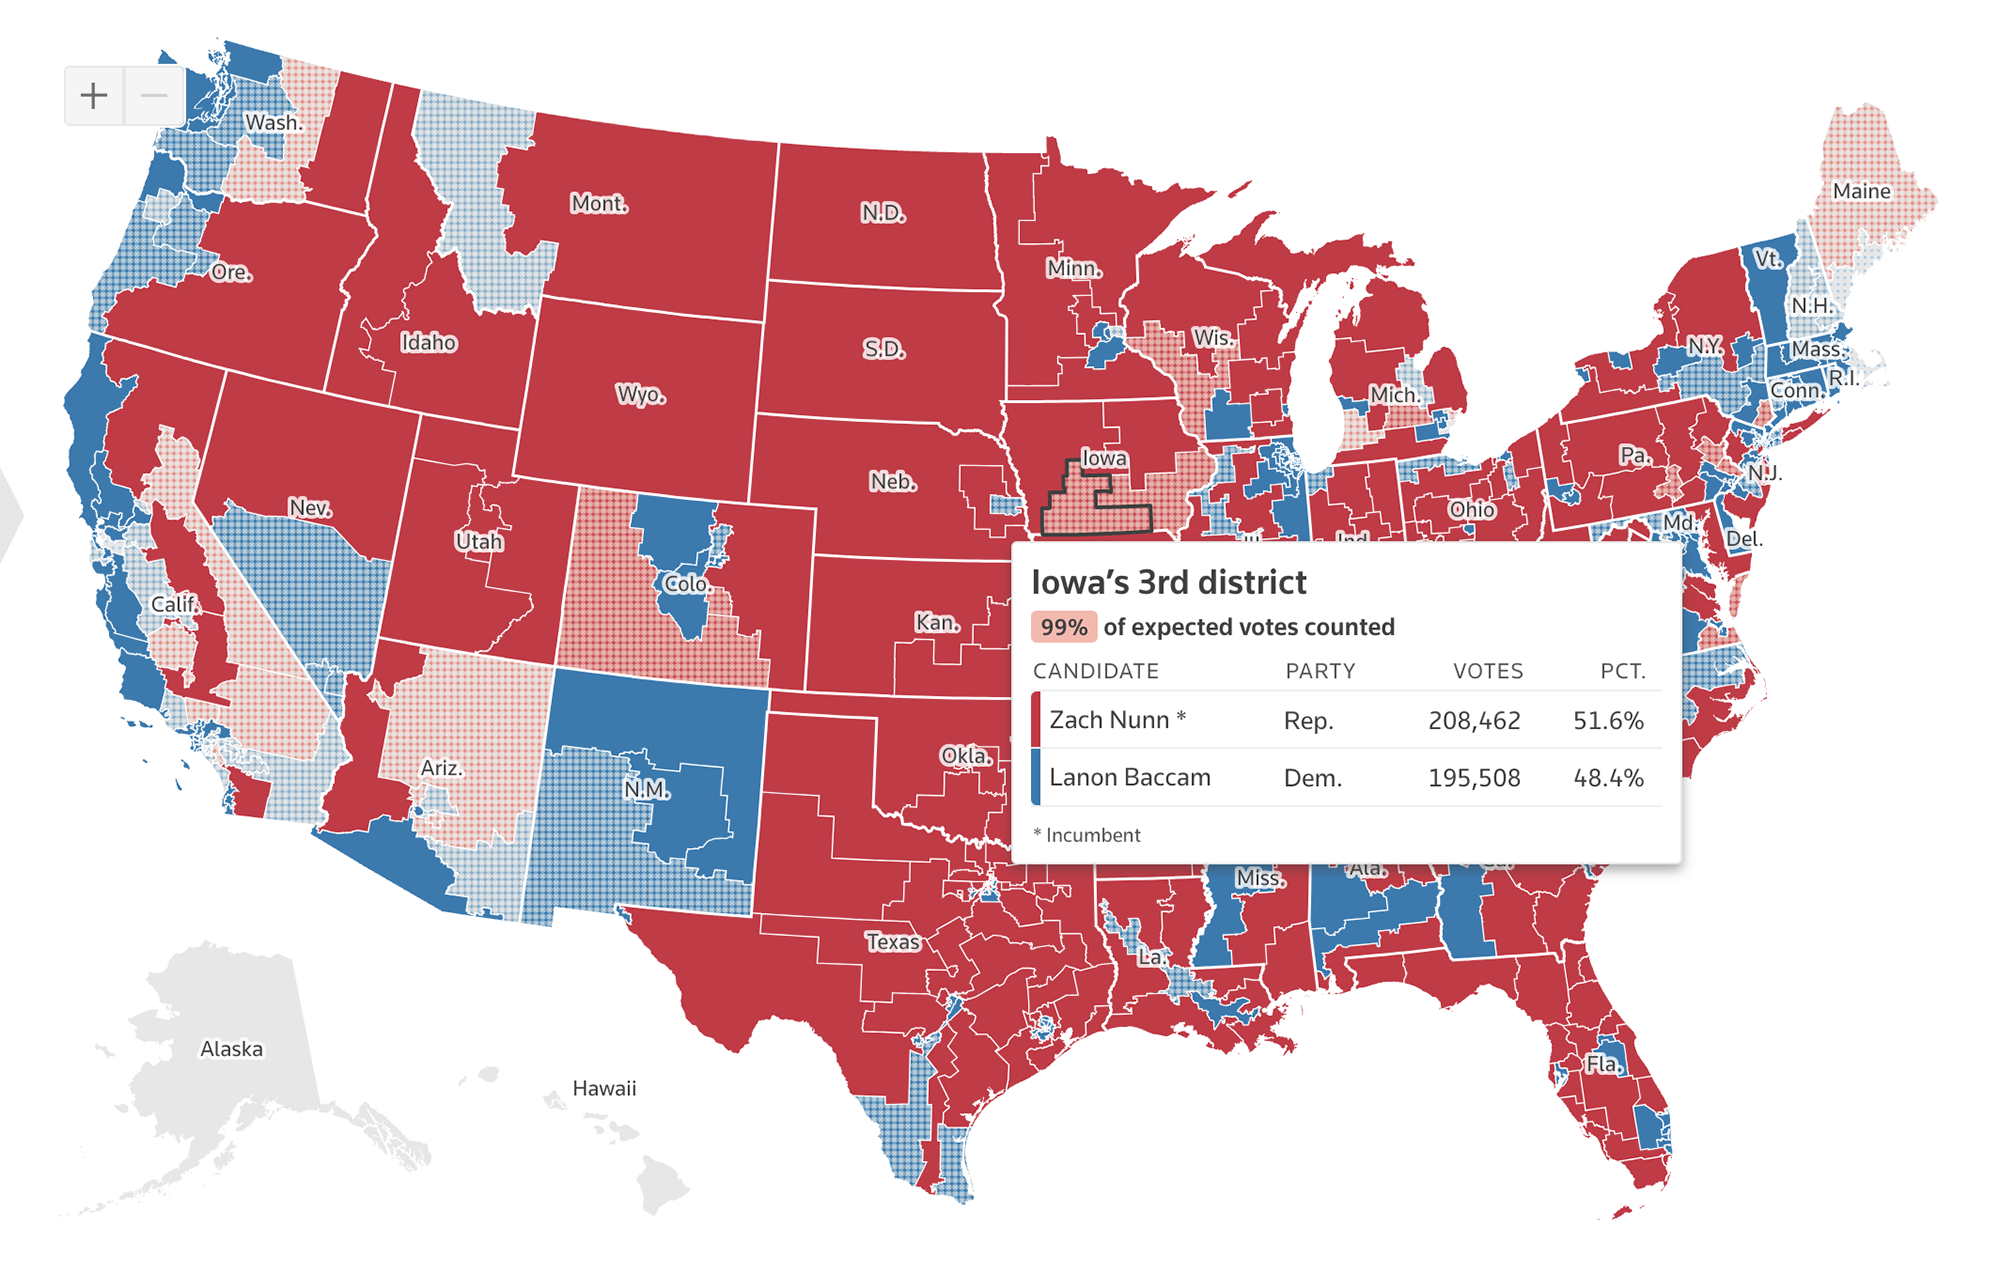 + −
Wash.
Maine
Mont.
N.D.
Ore.
Minn.
Vt.
N.H.
Idaho
S.D.
Wis.
N.Y.
Mass.
R.I.
Wyo.
Mich.
Conn.
Iowa
Pa.
N.J.
Neb.
Nev.
Ohio
Md.
Utah
Del.
Colo.
Calif.
Kan.
Iowa’s 3rd district
99% of expected votes counted
CANDIDATE PARTY VOTES PCT.
Zach Nunn * Rep. 208,462 51.6%
Lanon Baccam Dem. 195,508 48.4%
* Incumbent
Okla.
Ariz.
N.M.
Miss.
Ala.
Texas
La.
Fla.
Alaska
Hawaii